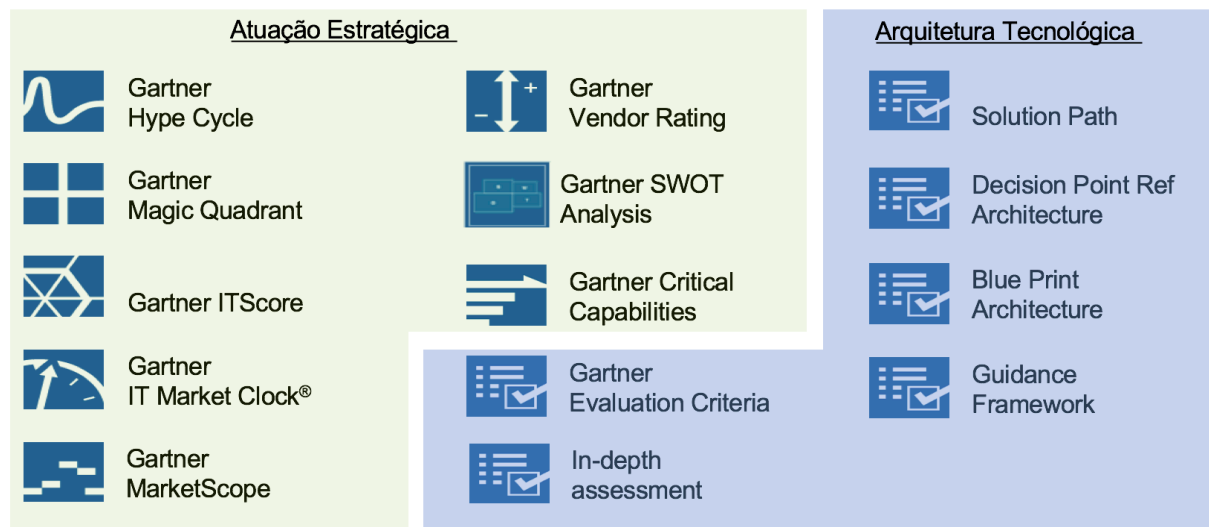 Atuação Estratégica
Gartner
Hype Cycle
Gartner
Magic Quadrant
Gartner ITScore
Gartner
IT Market Clock®
Gartner
MarketScope
Gartner
Vendor Rating
Gartner SWOT
Analysis
Gartner Critical
Capabilities
Arquitetura Tecnológica
Gartner
Evaluation Criteria
In-depth
assessment
Solution Path
Decision Point Ref
Architecture
Blue Print
Architecture
Guidance
Framework